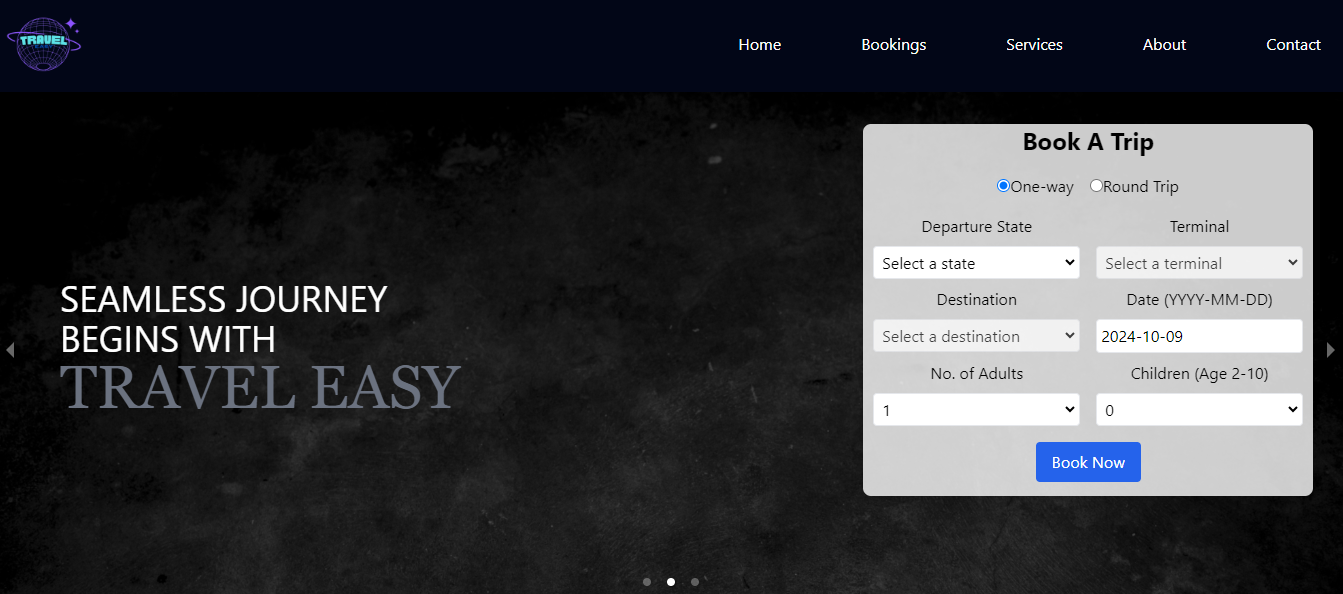 TRAVEL
EASY
Home Bookings Services About Contact
Book A Trip
One-way Round Trip
Departure State Terminal
Select a state Select a terminal
Destination Date (YYYY-MM-DD)
Select a destination 2024-10-09
No. of Adults Children (Age 2-10)
1 0
Book Now
SEAMLESS JOURNEY
BEGINS WITH
TRAVEL EASY